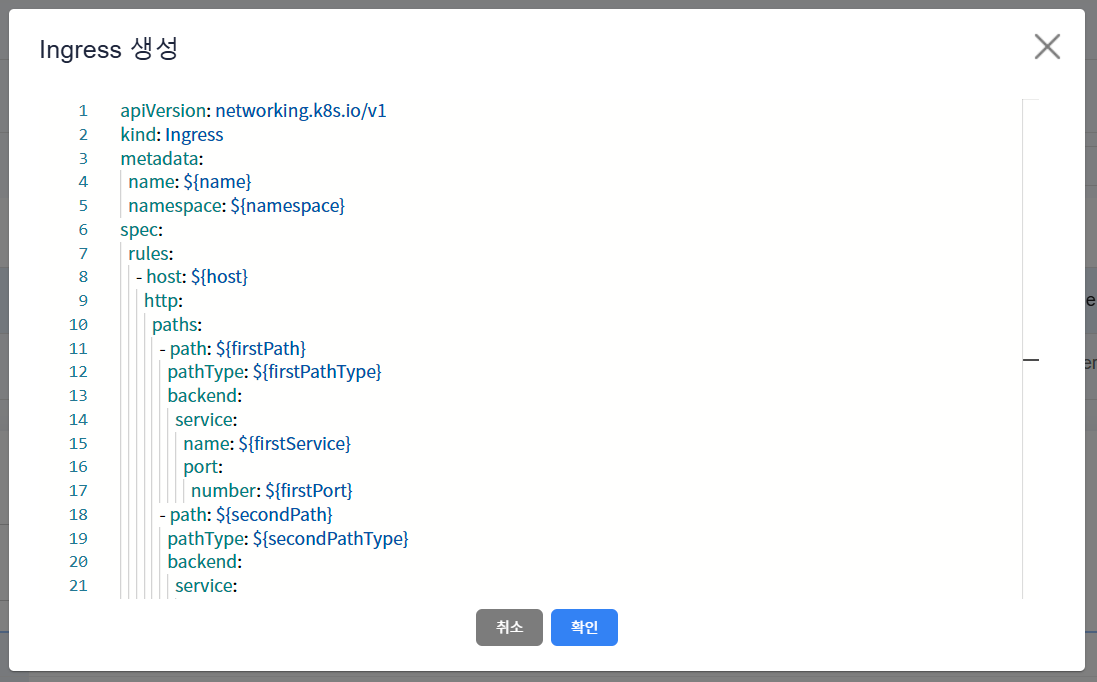 Ingress 생성
1 apiVersion: networking.k8s.io/v1
2 kind: Ingress
3 metadata:
4 name: ${name}
5 namespace: ${namespace}
6 spec:
7 rules:
8 - host: ${host}
9 http:
10 paths:
11 - path: ${firstPath}
12 pathType: ${firstPathType}
13 backend:
14 service:
15 name: ${firstService}
16 port:
17 number: ${firstPort}
18 - path: ${secondPath}
19 pathType: ${secondPathType}
20 backend:
21 service:
취소 확인